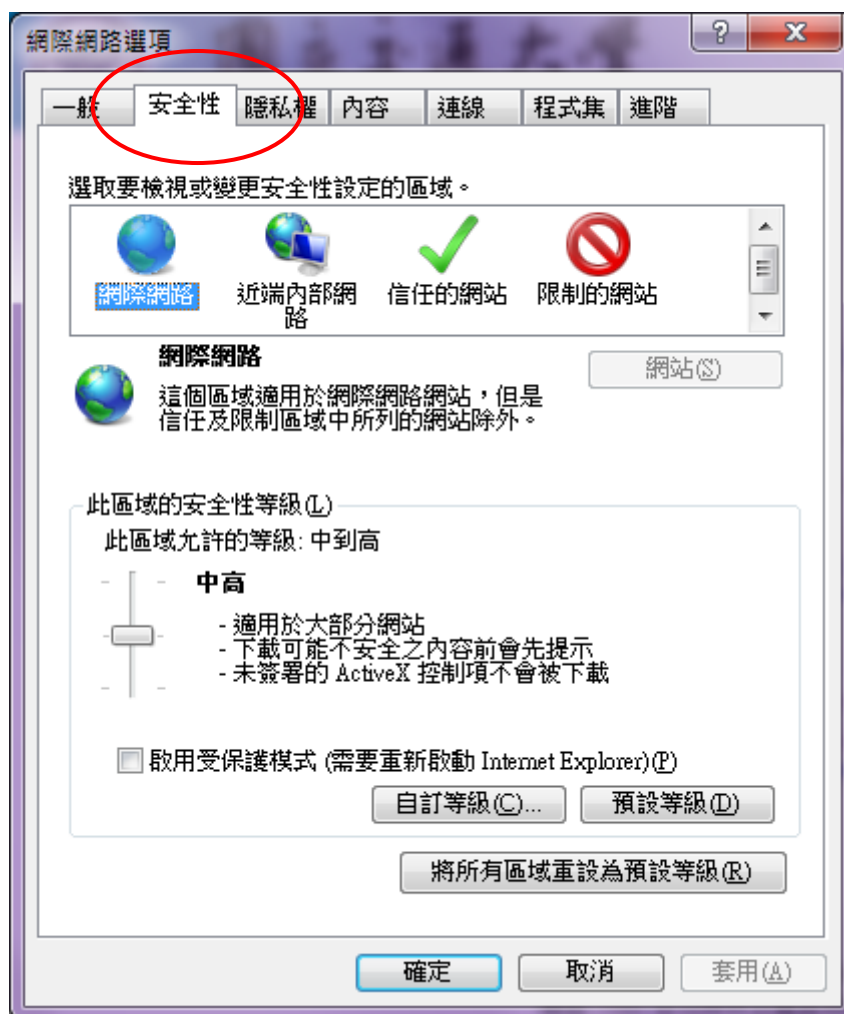 網際網路選項
一般 安全性 隱私權 內容 連線 程式集 進階
選取要檢視或變更安全性設定的區域。
網際網路 近端內部網路 信任的網站 限制的網站
網際網路
網站(S)
這個區域適用於網際網路網站，但是
信任及限制區域中所列的網站除外。
此區域的安全性等級(L)
此區域允許的等級: 中到高
中高
- 適用於大部分網站
- 下載可能不安全之內容前會先提示
- 未簽署的 ActiveX 控制項不會被下載
啟用受保護模式 (需要重新啟動 Internet Explorer)(P)
自訂等級(C)... 預設等級(D)
將所有區域重設為預設等級(R)
確定 取消 套用(A)